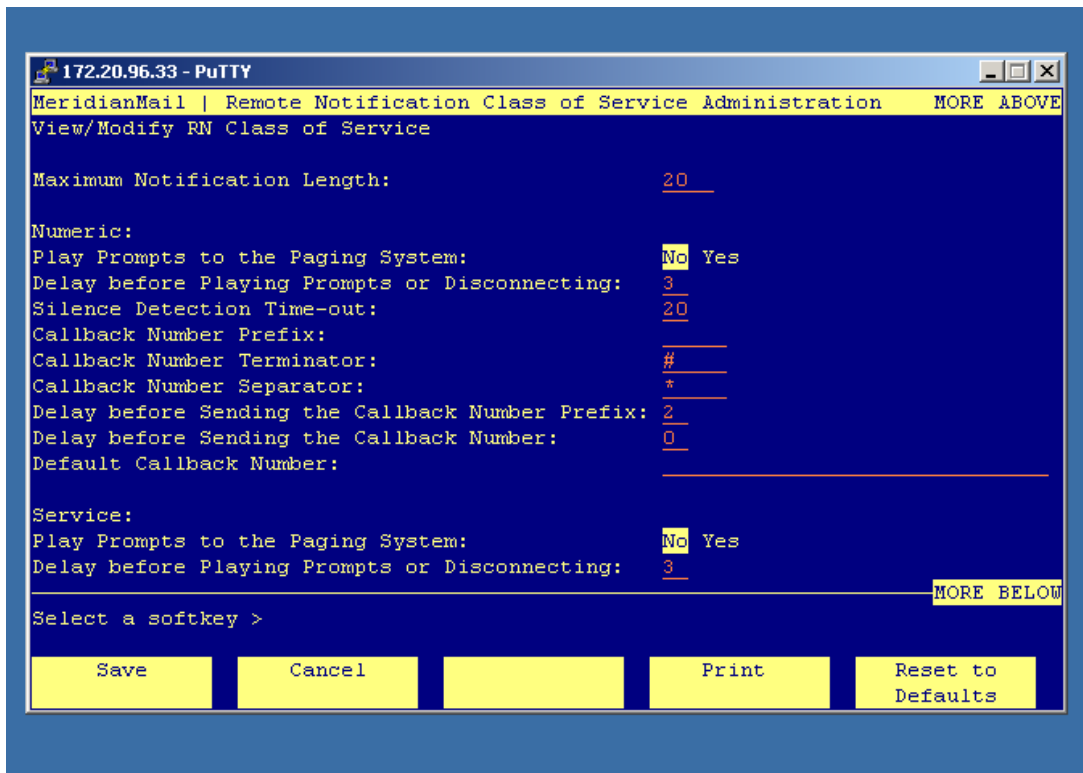 172.20.96.33 - PuTTY
MeridianMail | Remote Notification Class of Service Administration MORE ABOVE
View/Modify RN Class of Service
Maximum Notification Length: 20
Numeric:
Play Prompts to the Paging System: No Yes
Delay before Playing Prompts or Disconnecting: 3
Silence Detection Time-out: 20
Callback Number Prefix:
Callback Number Terminator: #
Callback Number Separator: *
Delay before Sending the Callback Number Prefix: 2
Delay before Sending the Callback Number: 0
Default Callback Number:
Service:
Play Prompts to the Paging System: No Yes
Delay before Playing Prompts or Disconnecting: 3
MORE BELOW
Select a softkey >
Save Cancel Print Reset to
Defaults